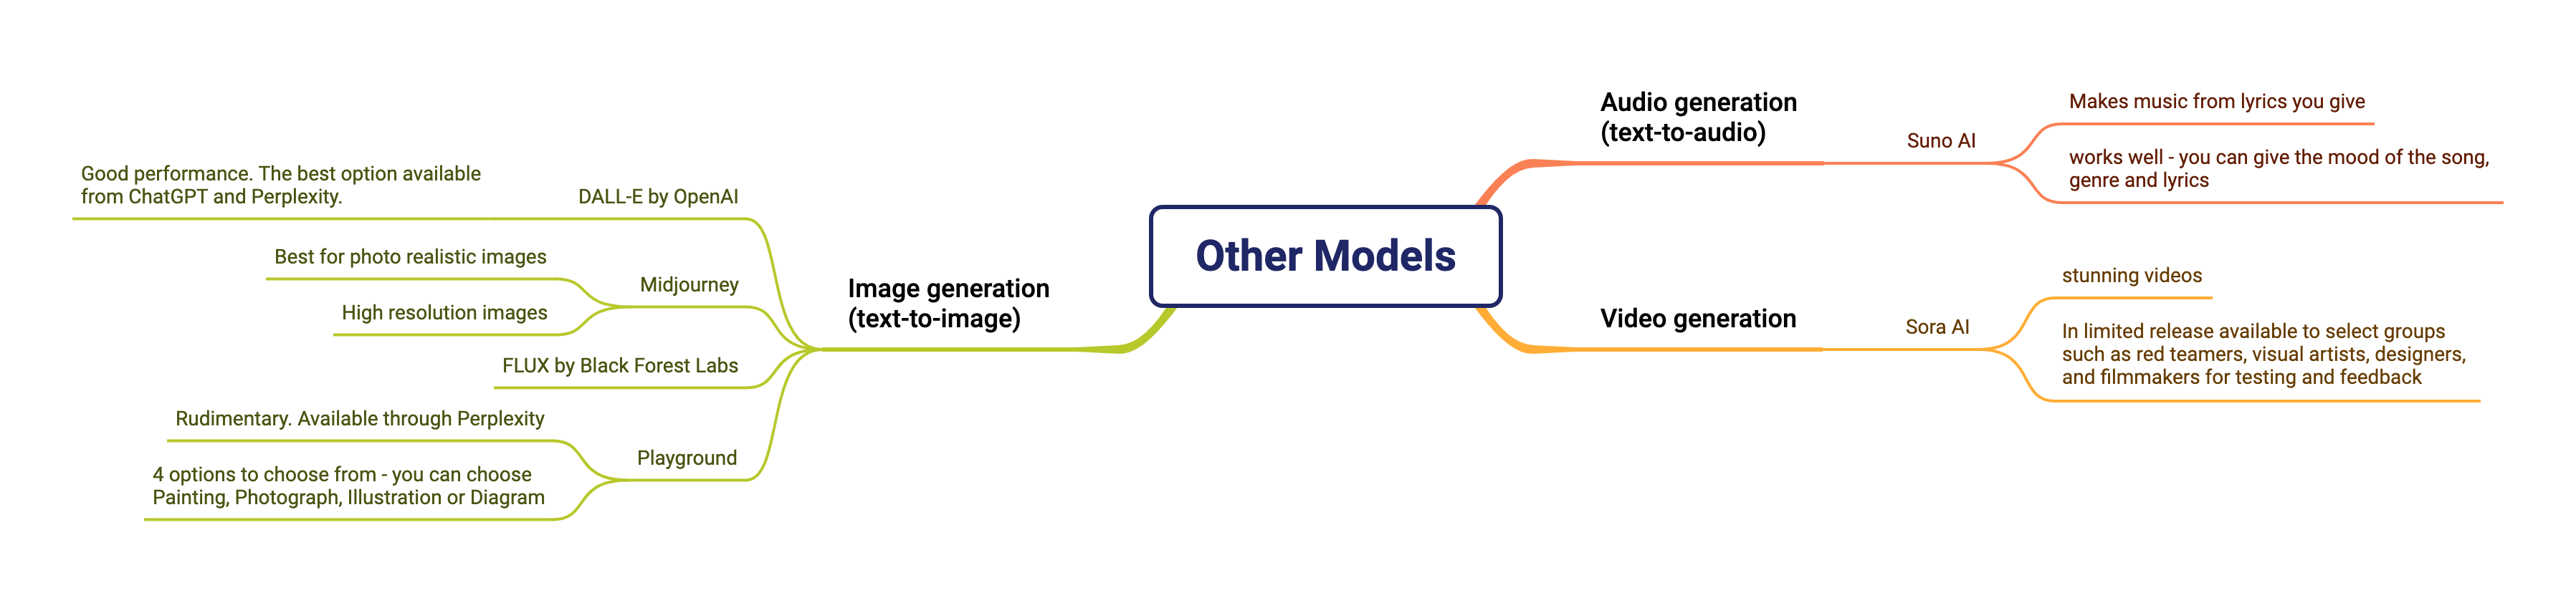 Other Models
Audio generation
(text-to-audio)
Suno AI
Makes music from lyrics you give
works well - you can give the mood of the song,
genre and lyrics
Video generation
Sora AI
stunning videos
In limited release available to select groups
such as red teamers, visual artists, designers,
and filmmakers for testing and feedback
Image generation
(text-to-image)
DALL-E by OpenAI
Good performance. The best option available
from ChatGPT and Perplexity.
Midjourney
Best for photo realistic images
High resolution images
FLUX by Black Forest Labs
Playground
Rudimentary. Available through Perplexity
4 options to choose from - you can choose
Painting, Photograph, Illustration or Diagram